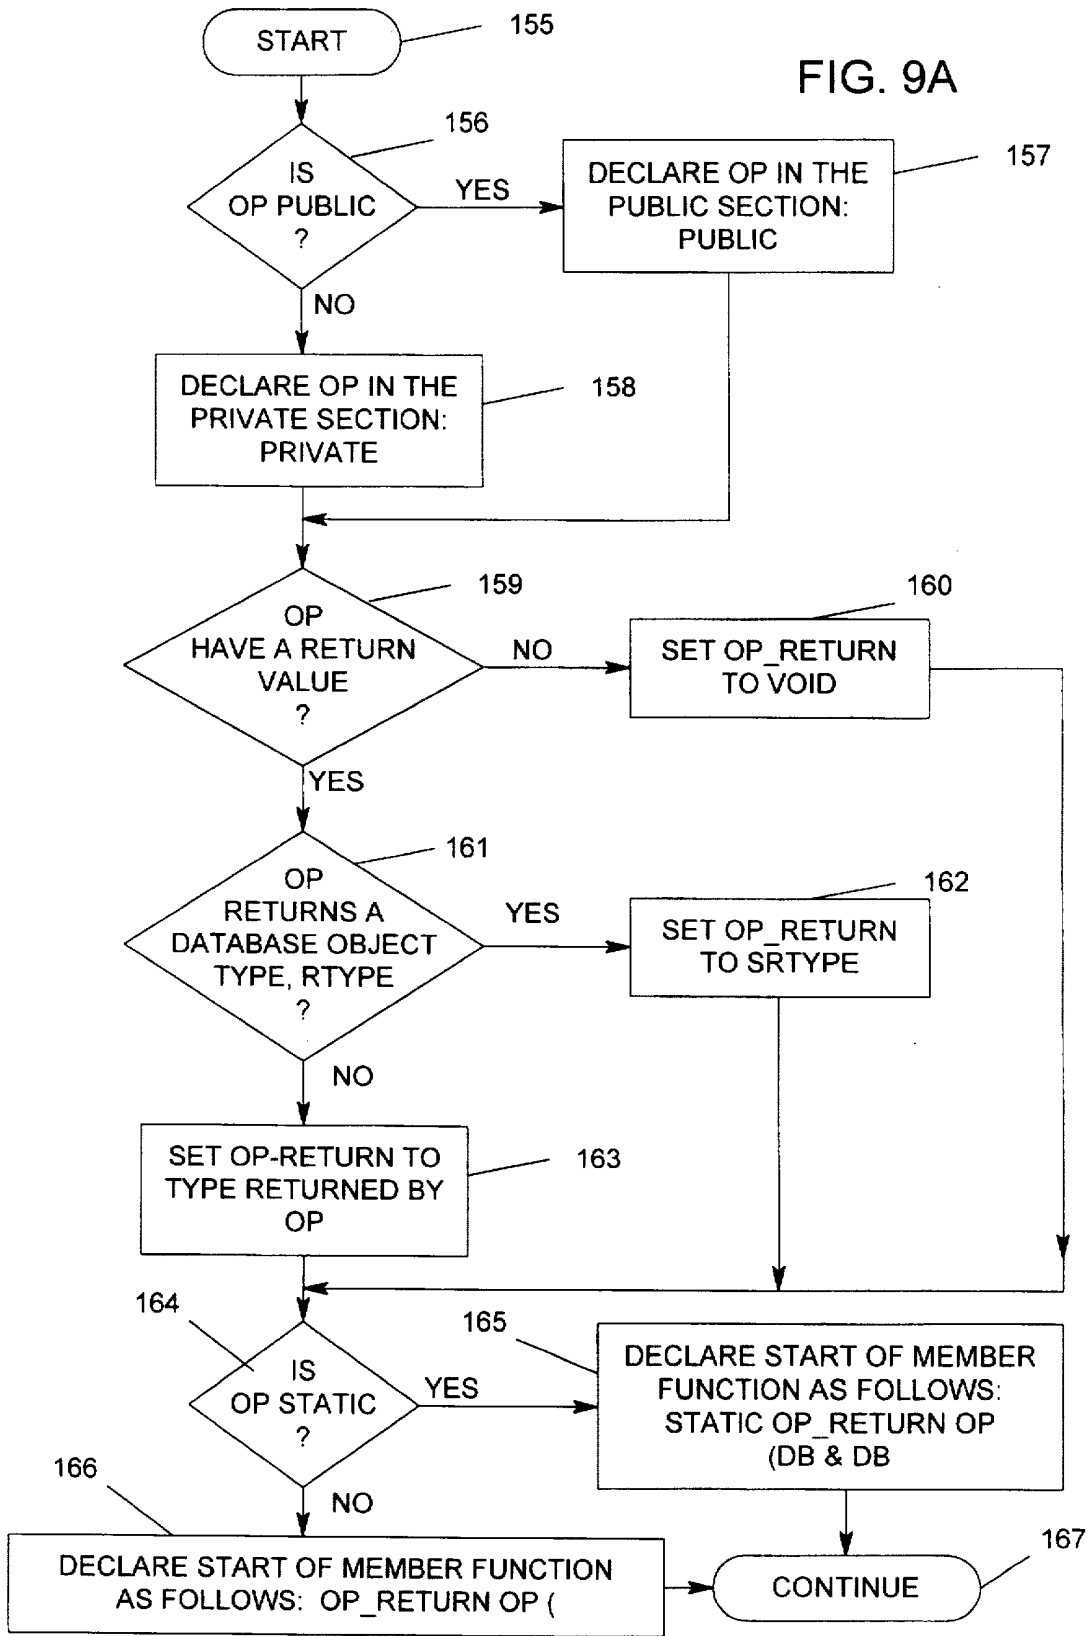 START
155
FIG. 9A
156
IS
OP PUBLIC
?
YES
NO
DECLARE OP IN THE
PUBLIC SECTION:
PUBLIC
157
DECLARE OP IN THE
PRIVATE SECTION:
PRIVATE
158
159
OP
HAVE A RETURN
VALUE
?
NO
YES
160
SET OP_RETURN
TO VOID
161
OP
RETURNS A
DATABASE OBJECT
TYPE, RTYPE
?
YES
NO
162
SET OP_RETURN
TO SRTYPE
SET OP-RETURN TO
TYPE RETURNED BY
OP
163
164
IS
OP STATIC
?
YES
NO
165
DECLARE START OF MEMBER
FUNCTION AS FOLLOWS:
STATIC OP_RETURN OP
(DB & DB
166
DECLARE START OF MEMBER FUNCTION
AS FOLLOWS: OP_RETURN OP (
CONTINUE
167